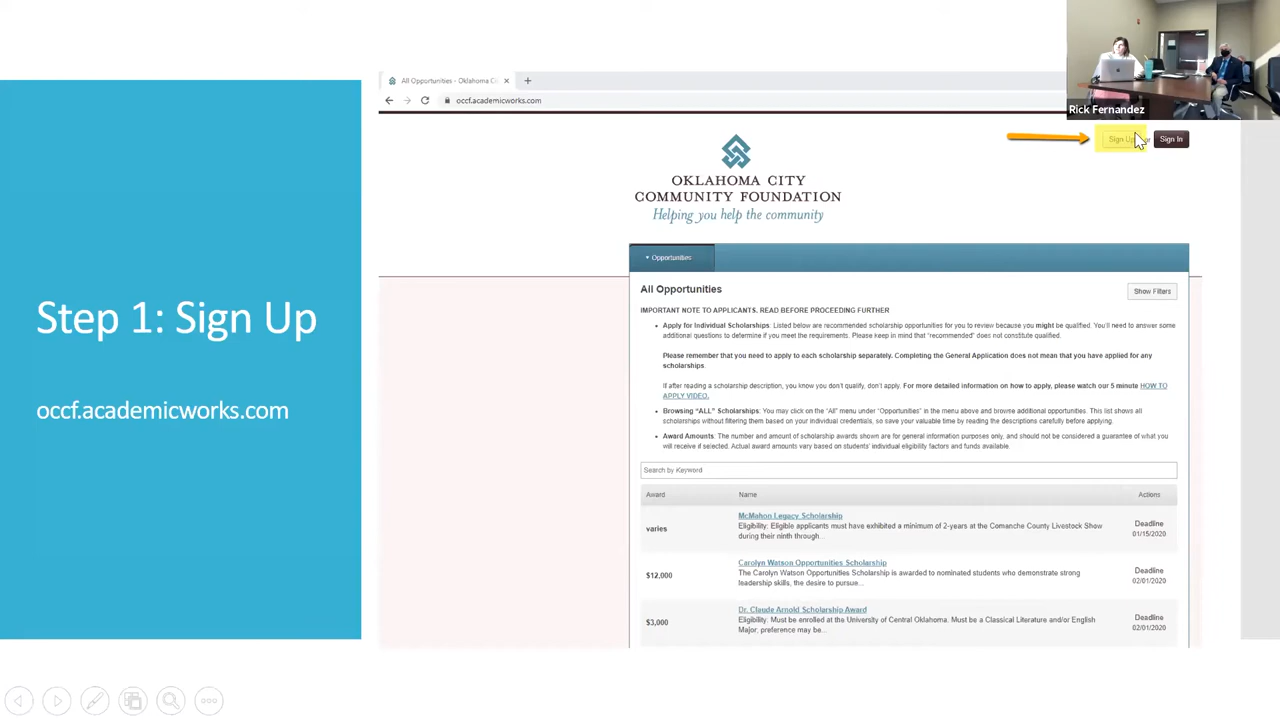 Step 1: Sign Up
occf.academicworks.com
All Opportunities - Oklahoma Ci
occf.academicworks.com
Rick Fernandez
Sign Up or Sign In
OKLAHOMA CITY
COMMUNITY FOUNDATION
Helping you help the community
Opportunities
All Opportunities
Show Filters
IMPORTANT NOTE TO APPLICANTS, READ BEFORE PROCEEDING FURTHER
• Apply for Individual Scholarships: Listed below are recommended scholarship opportunities for you to review because you might be qualified. You'll need to answer some
additional questions to determine if you meet the requirements. Please keep in mind that "recommended" does not constitute qualified.
Please remember that you need to apply to each scholarship separately. Completing the General Application does not mean that you have applied for any
scholarships.
If after reading a scholarship description, you know you don't qualify, don't apply. For more detailed information on how to apply, please watch our 5 minute HOW TO
APPLY VIDEO.
• Browsing "ALL" Scholarships: You may click on the "All" menu under "Opportunities" in the menu above and browse additional opportunities. This list shows all
scholarships without filtering them based on your individual credentials, so save your valuable time by reading the descriptions carefully before applying.
• Award Amounts: The number and amount of scholarship awards shown are for general information purposes only, and should not be considered a guarantee of what you
will receive if selected. Actual award amounts vary based on students' individual eligibility factors and funds available.
Search by Keyword
Award Name Actions
McMahon Legacy Scholarship
varies Eligibility: Eligible applicants must have exhibited a minimum of 2-years at the Comanche County Livestock Show Deadline
during their ninth through... 01/15/2020
Carolyn Watson Opportunities Scholarship
$12,000 The Carolyn Watson Opportunities Scholarship is awarded to nominated students who demonstrate strong Deadline
leadership skills, the desire to pursue... 02/01/2020
Dr. Claude Arnold Scholarship Award
$3,000 Eligibility: Must be enrolled at the University of Central Oklahoma. Must be a Classical Literature and/or English Deadline
Major, preference may be... 02/01/2020